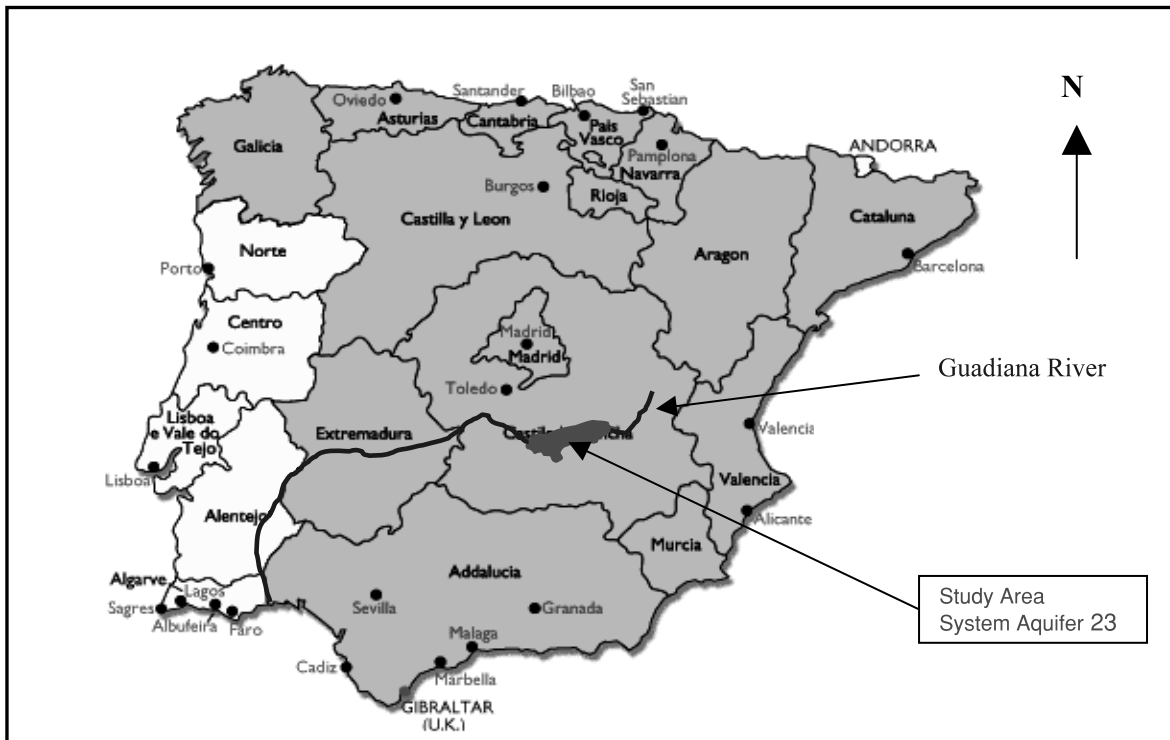 N
San
Sebastian
Santander
Bilbao
Oviedo
Asturias
Cantabria
Pais
Vasco
Galicia
Pamplona
Navarra
ANDORRA
Burgos
Rioja
Castilla y Leon
Cataluna
Norte
Aragon
Porto
Barcelona
Centro
Coimbra
Madrid
Madrid
Toledo
Guadiana River
Lisboa
e Vale do
Tejo
Extremadura
Valencia
Lisboa
Valencia
Alentejo
Alicante
Murcia
Algarve
Lagos
Addalucia
Sagres
Albufeira
Faro
Sevilla
Granada
Study Area
System Aquifer 23
Malaga
Cadiz
Marbella
GIBRALTAR
(U.K.)